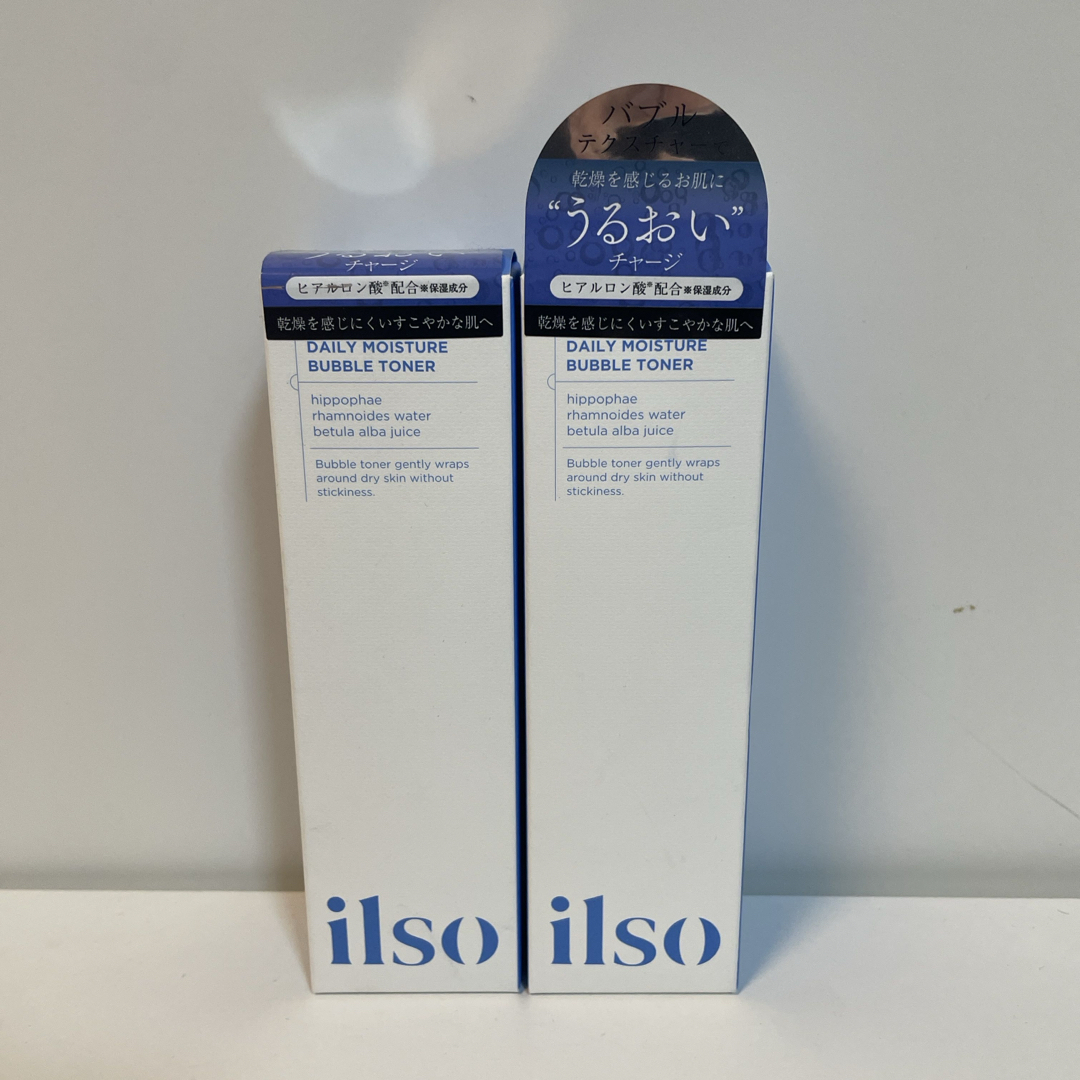 チャージ
ヒアルロン酸※配合※保湿成分
乾燥を感じにくいすこやかな肌へ
DAILY MOISTURE
BUBBLE TONER
hippophae
rhamnoides water
betula alba juice
Bubble toner gently wraps
around dry skin without
stickiness.
ilso
バブル
テクスチャーで
乾燥を感じるお肌に
“うるおい”
チャージ
ヒアルロン酸※配合※保湿成分
乾燥を感じにくいすこやかな肌へ
DAILY MOISTURE
BUBBLE TONER
hippophae
rhamnoides water
betula alba juice
Bubble toner gently wraps
around dry skin without
stickiness.
ilso